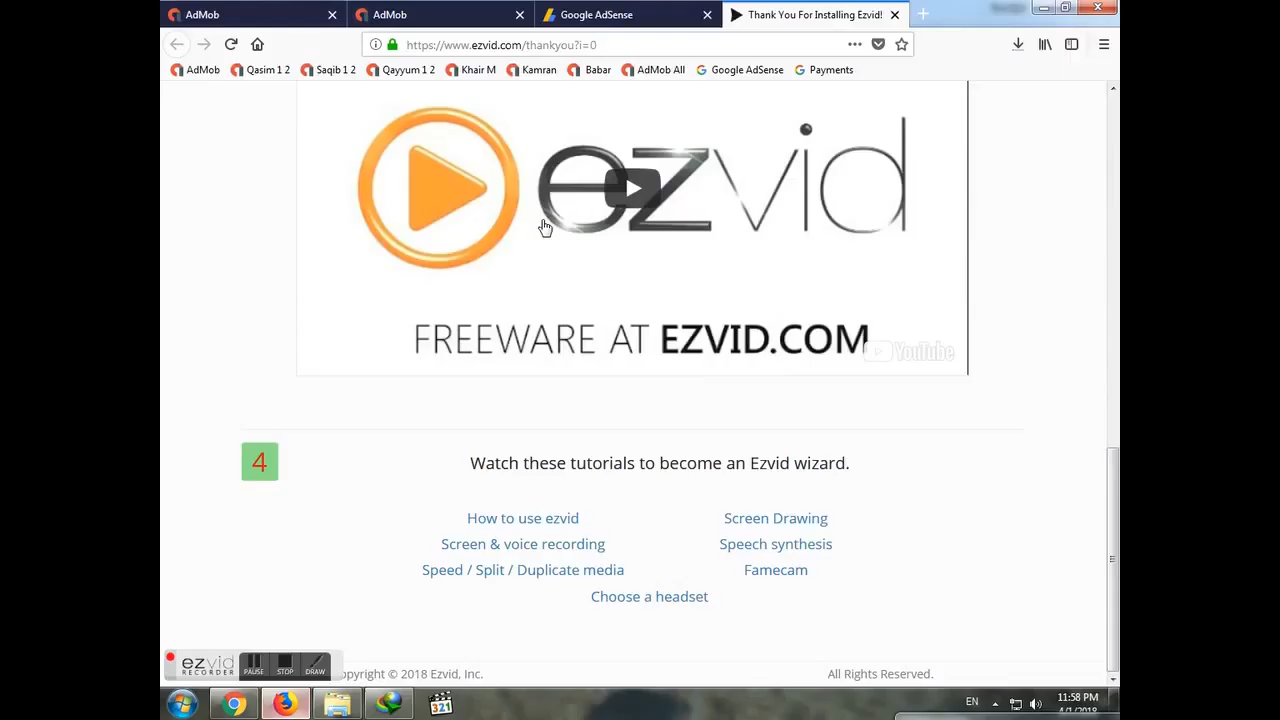 AdMob
AdMob
Google AdSense
Thank You For Installing Ezvid!
https://www.ezvid.com/thankyou?i=0
AdMob
Qasim 1 2
Saqib 1 2
Qayyum 1 2
Khair M
Kamran
Babar
AdMob All
Google AdSense
Payments
ezvid
FREEWARE AT EZVID.COM
YouTube
4
Watch these tutorials to become an Ezvid wizard.
How to use ezvid
Screen Drawing
Screen & voice recording
Speech synthesis
Speed / Split / Duplicate media
Famecam
Choose a headset
ezvid
RECORDER
PAUSE
STOP
DRAW
opyright © 2018 Ezvid, Inc.
All Rights Reserved.
321
EN
11:58 PM
4/1/2018